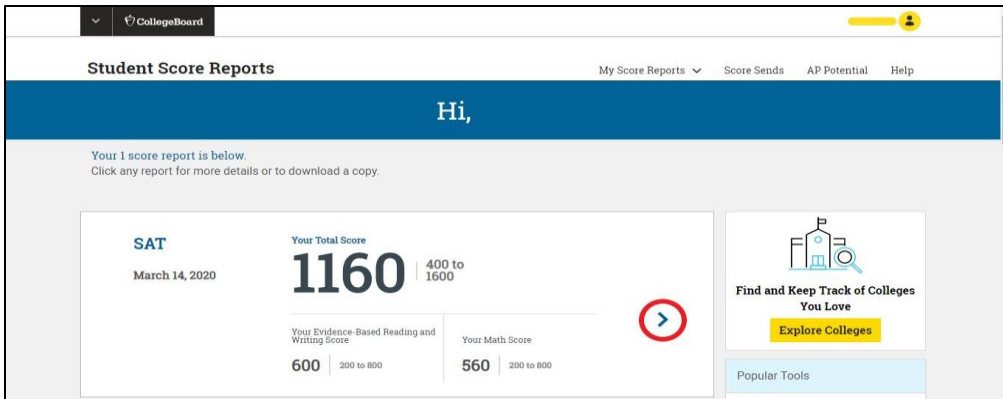 CollegeBoard
Student Score Reports
My Score Reports
Score Sends
AP Potential
Help
Hi,
Your 1 score report is below.
Click any report for more details or to download a copy.
SAT
March 14, 2020
Your Total Score
1160
400 to
1600
Your Evidence-Based Reading and
Writing Score
600
200 to 800
Your Math Score
560
200 to 800
Find and Keep Track of Colleges
You Love
Explore Colleges
Popular Tools